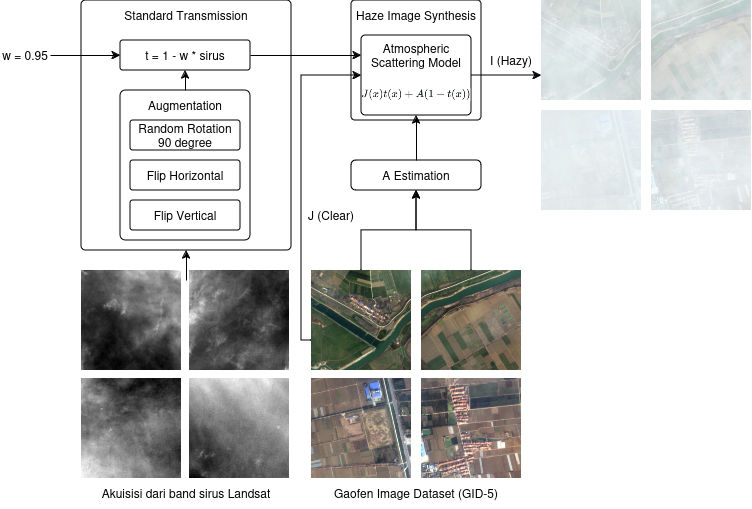 Standard Transmission
Haze Image Synthesis
w = 0.95
t = 1 - w * sirus
Atmospheric
Scattering Model
J(x)t(x) + A(1 − t(x))
I (Hazy)
Augmentation
Random Rotation
90 degree
Flip Horizontal
Flip Vertical
A Estimation
J (Clear)
Akuisisi dari band sirus Landsat
Gaofen Image Dataset (GID-5)